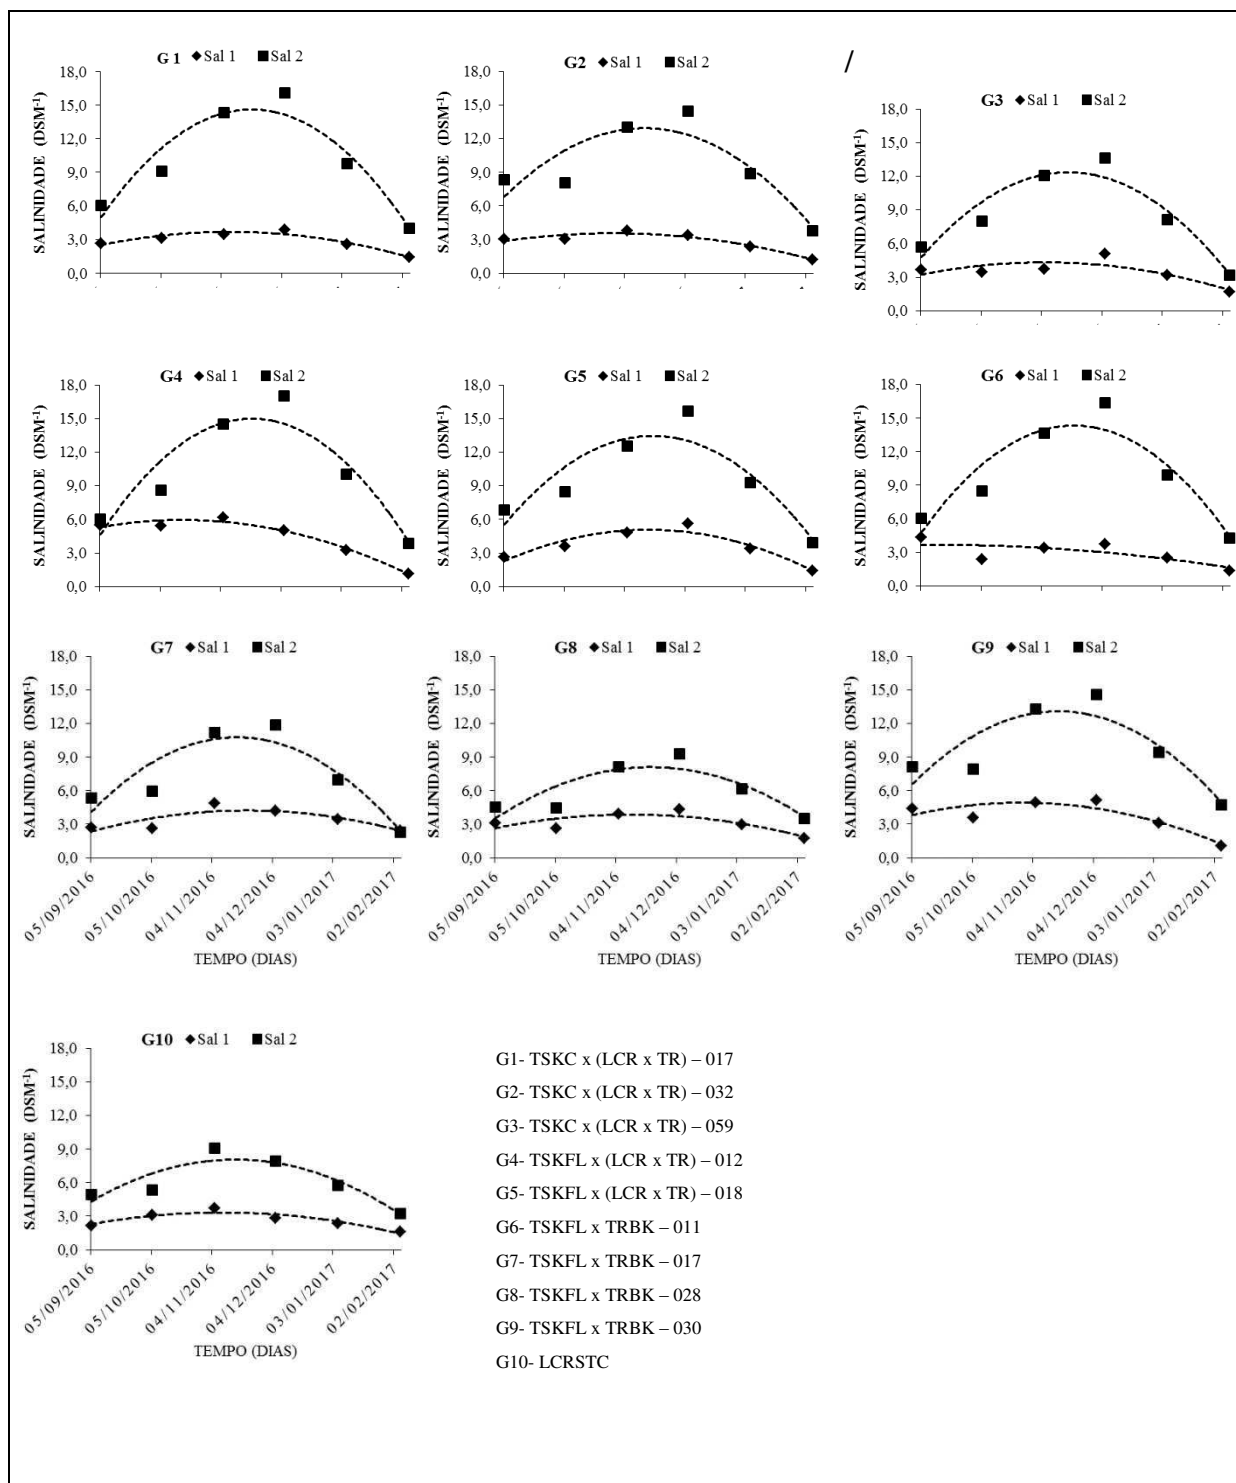 G 1 ◆Sal 1 ■Sal 2
SALINIDADE (DSM-1)
18,0
15,0
12,0
9,0
6,0
3,0
0,0
G2 ◆Sal 1 ■Sal 2
SALINIDADE (DSM-1)
18,0
15,0
12,0
9,0
6,0
3,0
0,0
/
G3 ◆Sal 1 ■Sal 2
SALINIDADE (DSM-1)
18,0
15,0
12,0
9,0
6,0
3,0
0,0
G4 ◆Sal 1 ■Sal 2
SALINIDADE (DSM-1)
18,0
15,0
12,0
9,0
6,0
3,0
0,0
G5 ◆Sal 1 ■Sal 2
SALINIDADE (DSM-1)
18,0
15,0
12,0
9,0
6,0
3,0
0,0
G6 ◆Sal 1 ■Sal 2
SALINIDADE (DSM-1)
18,0
15,0
12,0
9,0
6,0
3,0
0,0
G7 ◆Sal 1 ■Sal 2
SALINIDADE (DSM-1)
18,0
15,0
12,0
9,0
6,0
3,0
0,0
05/09/2016
05/10/2016
04/11/2016
04/12/2016
03/01/2017
02/02/2017
TEMPO (DIAS)
G8 ◆Sal 1 ■Sal 2
SALINIDADE (DSM-1)
18,0
15,0
12,0
9,0
6,0
3,0
0,0
05/09/2016
05/10/2016
04/11/2016
04/12/2016
03/01/2017
02/02/2017
TEMPO (DIAS)
G9 ◆Sal 1 ■Sal 2
SALINIDADE (DSM-1)
18,0
15,0
12,0
9,0
6,0
3,0
0,0
05/09/2016
05/10/2016
04/11/2016
04/12/2016
03/01/2017
02/02/2017
TEMPO (DIAS)
G10 ◆Sal 1 ■Sal 2
SALINIDADE (DSM-1)
18,0
15,0
12,0
9,0
6,0
3,0
0,0
05/09/2016
05/10/2016
04/11/2016
04/12/2016
03/01/2017
02/02/2017
TEMPO (DIAS)
G1- TSKC x (LCR x TR) – 017
G2- TSKC x (LCR x TR) – 032
G3- TSKC x (LCR x TR) – 059
G4- TSKFL x (LCR x TR) – 012
G5- TSKFL x (LCR x TR) – 018
G6- TSKFL x TRBK – 011
G7- TSKFL x TRBK – 017
G8- TSKFL x TRBK – 028
G9- TSKFL x TRBK – 030
G10- LCRSTC